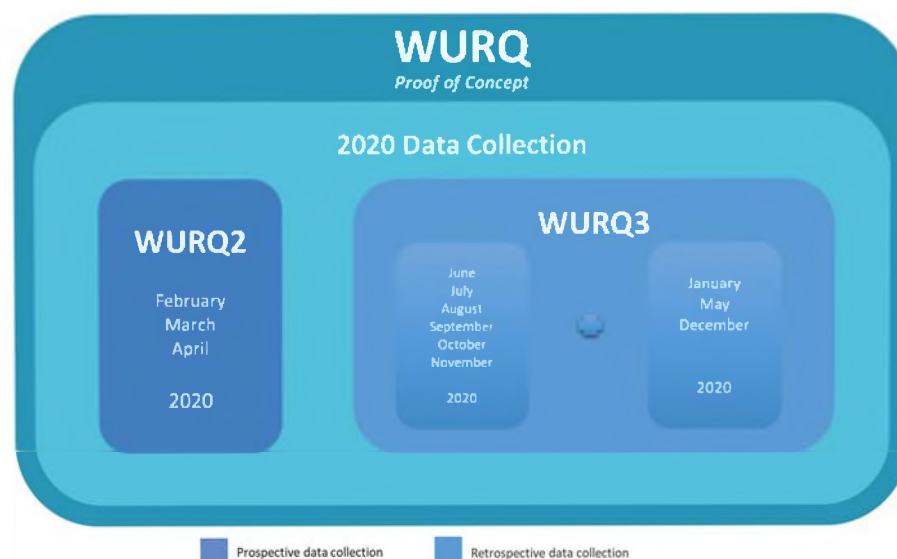 WURQ
Proof of Concept
2020 Data Collection
WURQ2
February
March
April
2020
WURQ3
June
July
August
September
October
November
2020
January
May
December
2020
Prospective data collection
Retrospective data collection